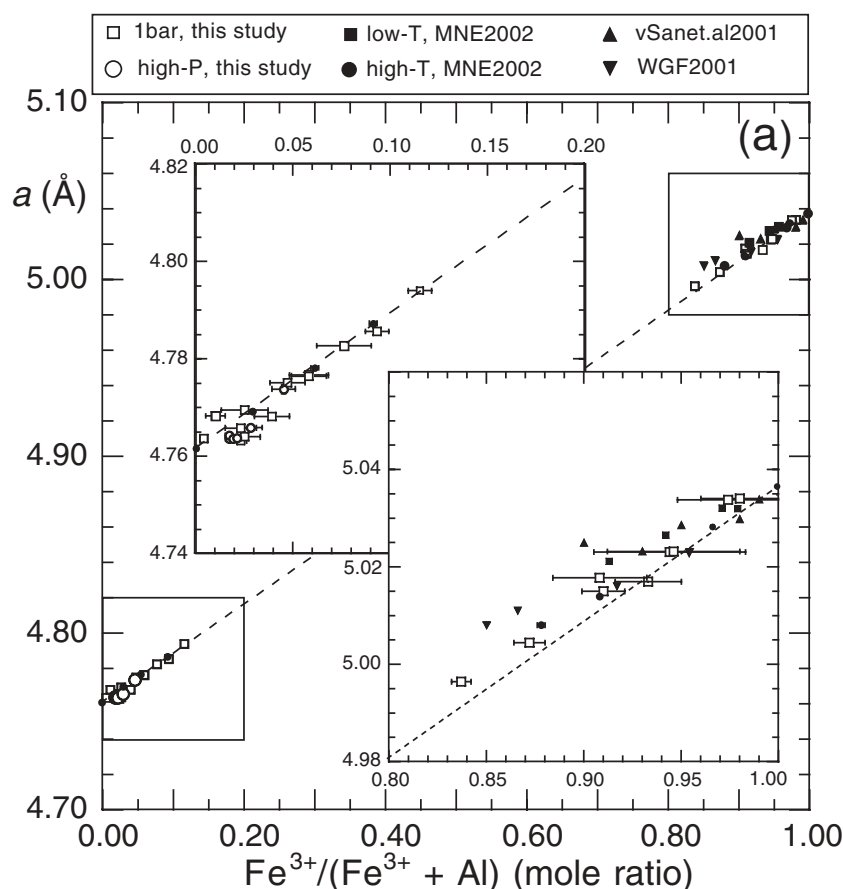 1bar, this study low-T, MNE2002 vSanet.al2001
high-P, this study high-T, MNE2002 WGF2001
5.10
0.00 0.05 0.10 0.15 0.20
(a)
4.82
a (Å)
4.80
5.00
4.78
4.76
4.90
5.04
4.74
5.02
4.80
5.00
4.98
0.80 0.85 0.90 0.95 1.00
4.70
0.00 0.20 0.40 0.60 0.80 1.00
Fe³⁺/(Fe³⁺ + Al) (mole ratio)